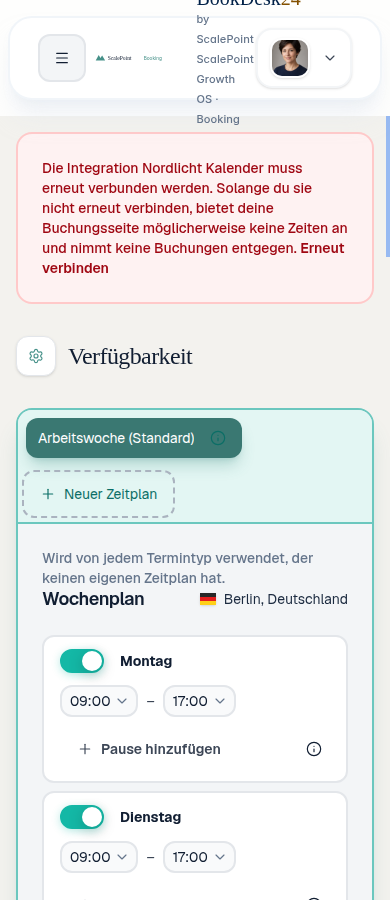 BookDesk24
by
ScalePoint
ScalePoint
Growth
OS ·
Booking
ScalePoint Booking
Die Integration Nordlicht Kalender muss
erneut verbunden werden. Solange du sie
nicht erneut verbinden, bietet deine
Buchungsseite möglicherweise keine Zeiten an
und nimmt keine Buchungen entgegen. Erneut
verbinden
Verfügbarkeit
Arbeitswoche (Standard)
Neuer Zeitplan
Wird von jedem Termintyp verwendet, der
keinen eigenen Zeitplan hat.
Wochenplan Berlin, Deutschland
Montag
09:00 – 17:00
Pause hinzufügen
Dienstag
09:00 – 17:00